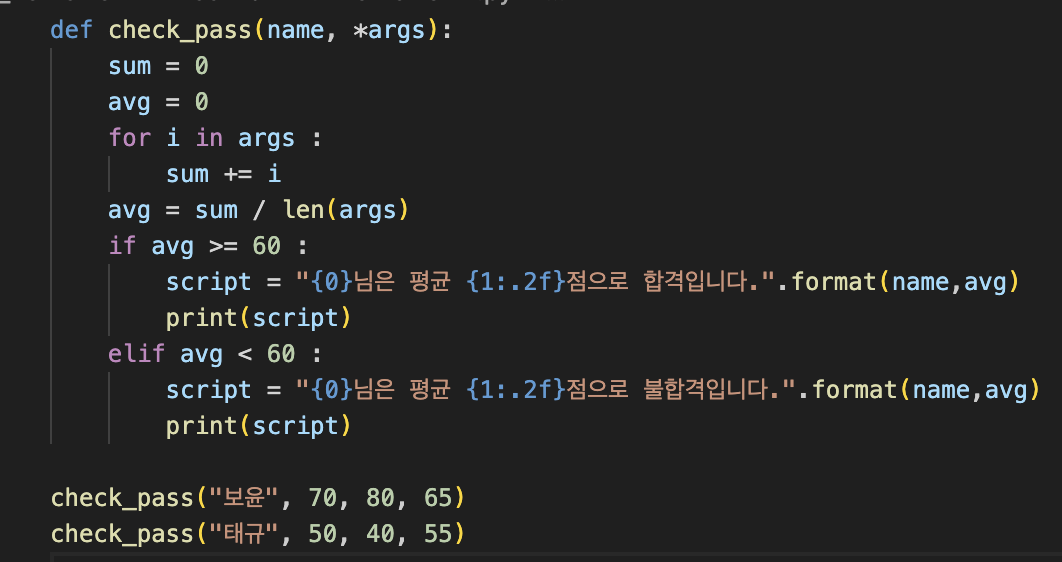 def check_pass(name, *args):
    sum = 0
    avg = 0
    for i in args :
        sum += i
    avg = sum / len(args)
    if avg >= 60 :
        script = "{0}님은 평균 {1:.2f}점으로 합격입니다.".format(name,avg)
        print(script)
    elif avg < 60 :
        script = "{0}님은 평균 {1:.2f}점으로 불합격입니다.".format(name,avg)
        print(script)
check_pass("보윤", 70, 80, 65)
check_pass("태규", 50, 40, 55)